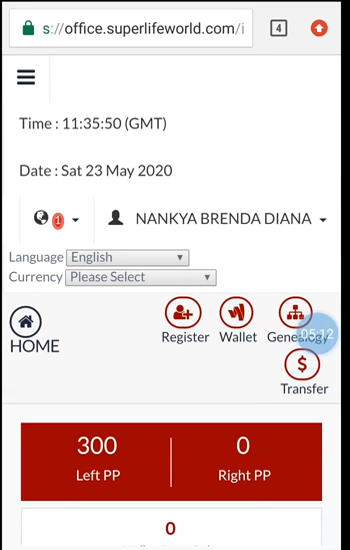 s://office.superlifeworld.com/i
4
Time : 11:35:50 (GMT)
Date : Sat 23 May 2020
1
NANKYA BRENDA DIANA
Language English
Currency Please Select
HOME
Register Wallet Genealogy
05:12
$
Transfer
300 0
Left PP Right PP
0